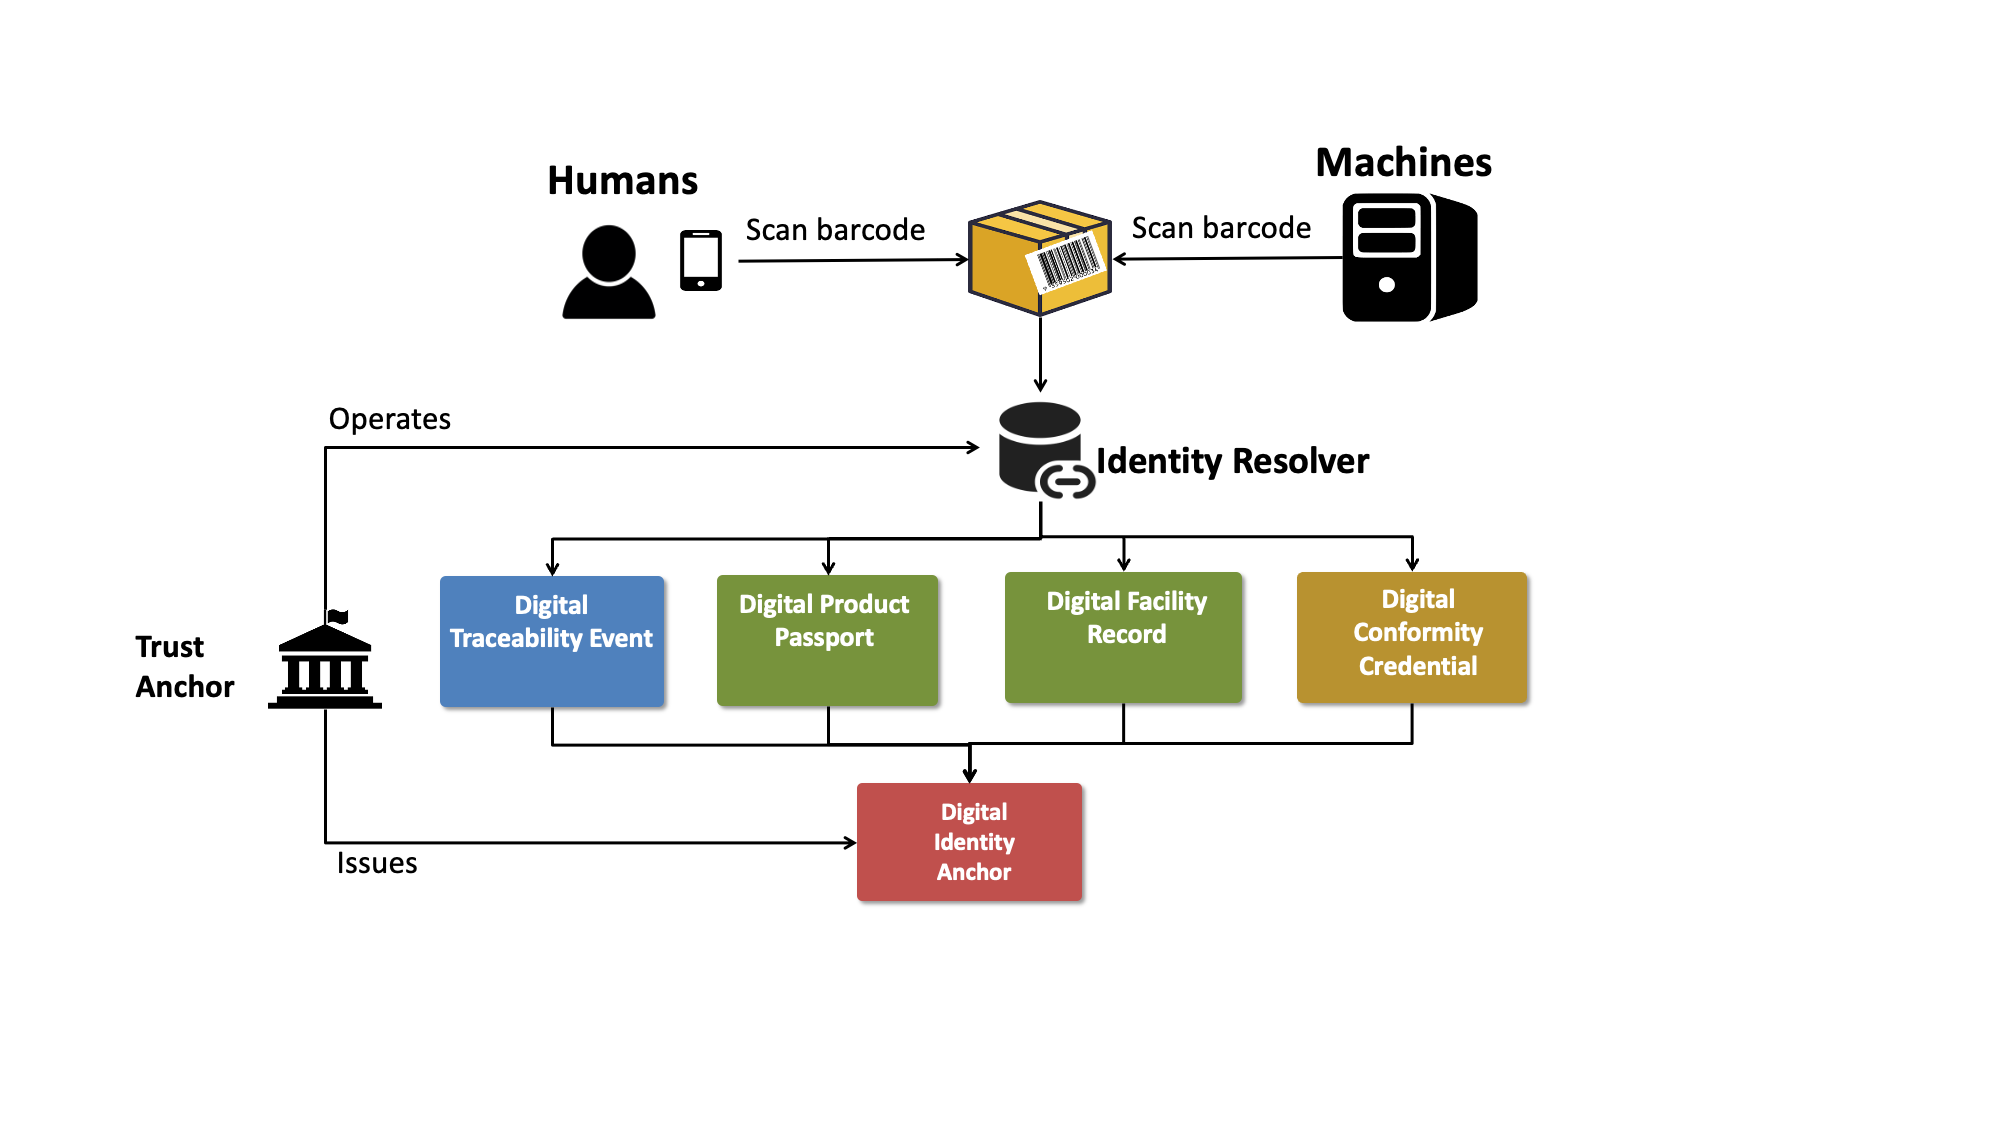 Humans
Machines
Scan barcode
Scan barcode
Operates
Identity Resolver
Trust
Anchor
Digital
Traceability Event
Digital Product
Passport
Digital Facility
Record
Digital
Conformity
Credential
Digital
Identity
Anchor
Issues